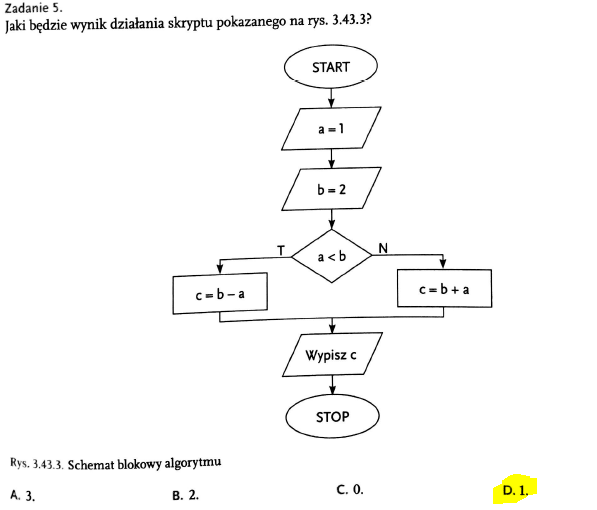 Zadanie 5.
Jaki będzie wynik działania skryptu pokazanego na rys. 3.43.3?
START
a = 1
b = 2
T
a < b
N
c = b – a
c = b + a
Wypisz c
STOP
Rys. 3.43.3. Schemat blokowy algorytmu
A. 3.
B. 2.
C. 0.
D. 1.